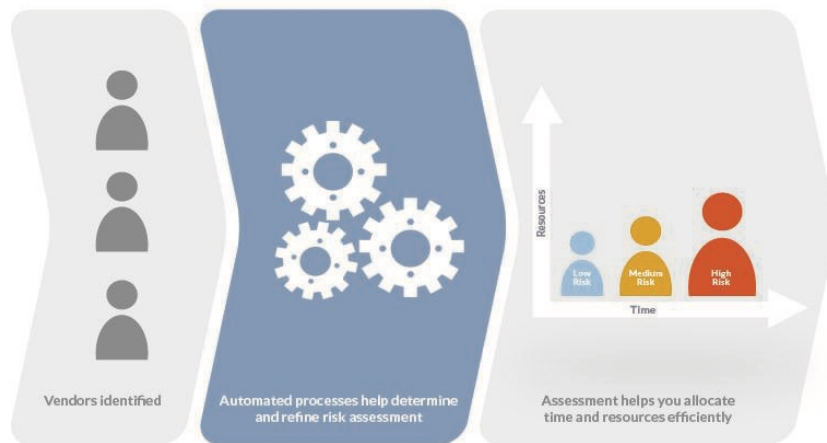 Vendors identified
Automated processes help determine
and refine risk assessment
Resources
Low
Risk
Medium
Risk
High
Risk
Time
Assessment helps you allocate
time and resources efficiently